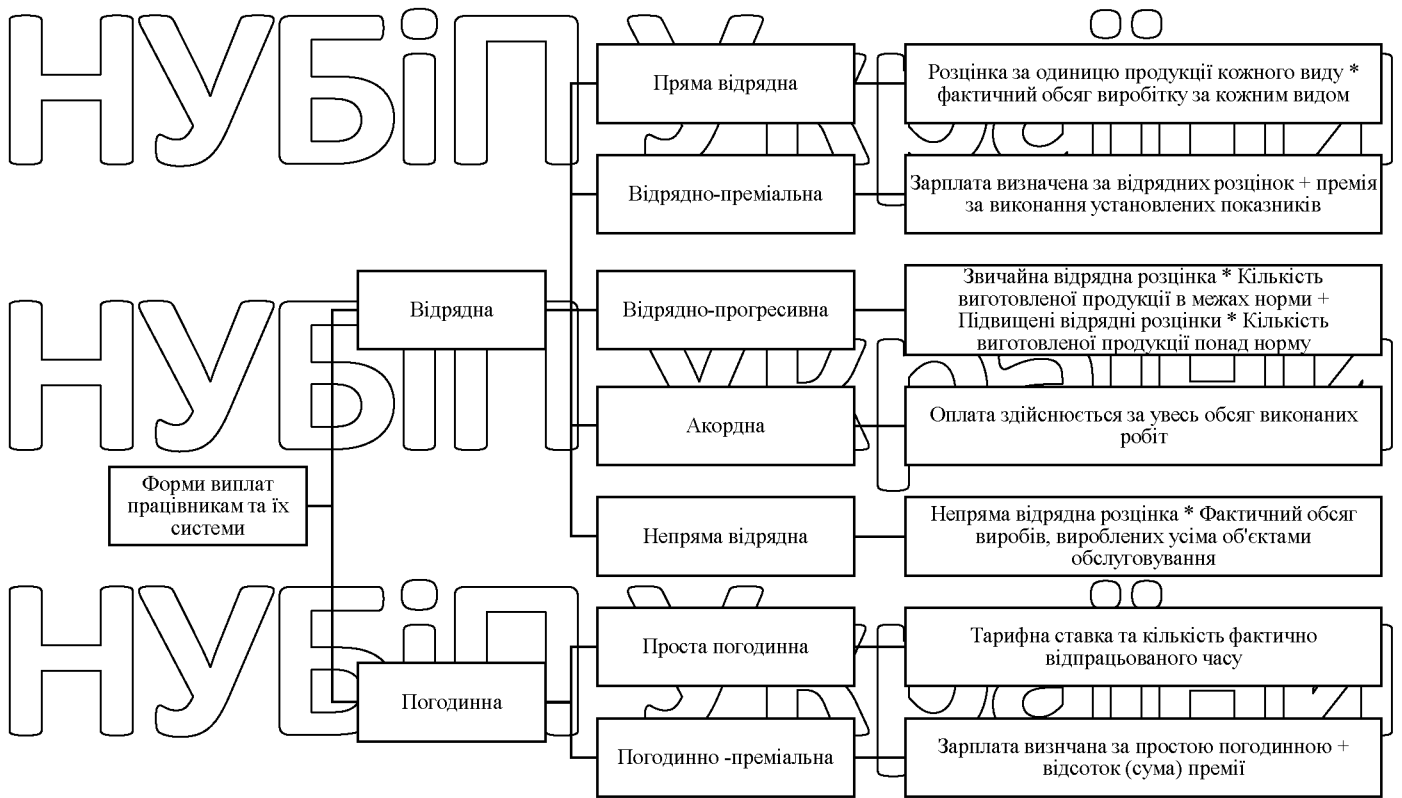 НУБіП України
Пряма відрядна
Розцінка за одиницю продукції кожного виду *
фактичний обсяг виробітку за кожним видом
Відрядно-преміальна
Зарплата визначена за відрядних розцінок + премія
за виконання установлених показників
НУБіП України
Відрядна
Відрядно-прогресивна
Звичайна відрядна розцінка * Кількість
виготовленої продукції в межах норми +
Підвищені відрядні розцінки * Кількість
виготовленої продукції понад норму
Акордна
Оплата здійснюється за увесь обсяг виконаних
робіт
Форми виплат
працівникам та їх
системи
Непряма відрядна
Непряма відрядна розцінка * Фактичний обсяг
виробів, вироблених усіма об'єктами
обслуговування
НУБіП України
Погодинна
Проста погодинна
Тарифна ставка та кількість фактично
відпрацьованого часу
Погодинно -преміальна
Зарплата визнчана за простою погодинною +
відсоток (сума) премії